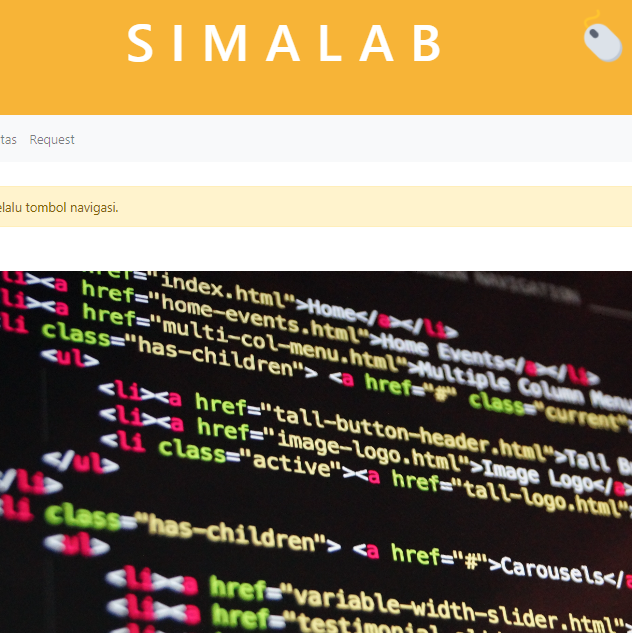 SIMALAB
tas Request
elalu tombol navigasi.
href="index.html">Home</a></li>
<li><a href="home-events.html">Home Events</a></li>
<li><a href="multi-col-menu.html">Multiple Column Menu
li class="has-children"> <a href="#" class="current"
<ul>
<li><a href="tall-button-header.html">Tall B
<li><a href="image-logo.html">Image Logo</a>
<li class="active"><a href="tall-logo.html"
</ul>
</li>
li class="has-children"> <a href="#">Carousels</a
<ul>
<li><a href="variable-width-slider.html">
<li><a href="testimonial-slider